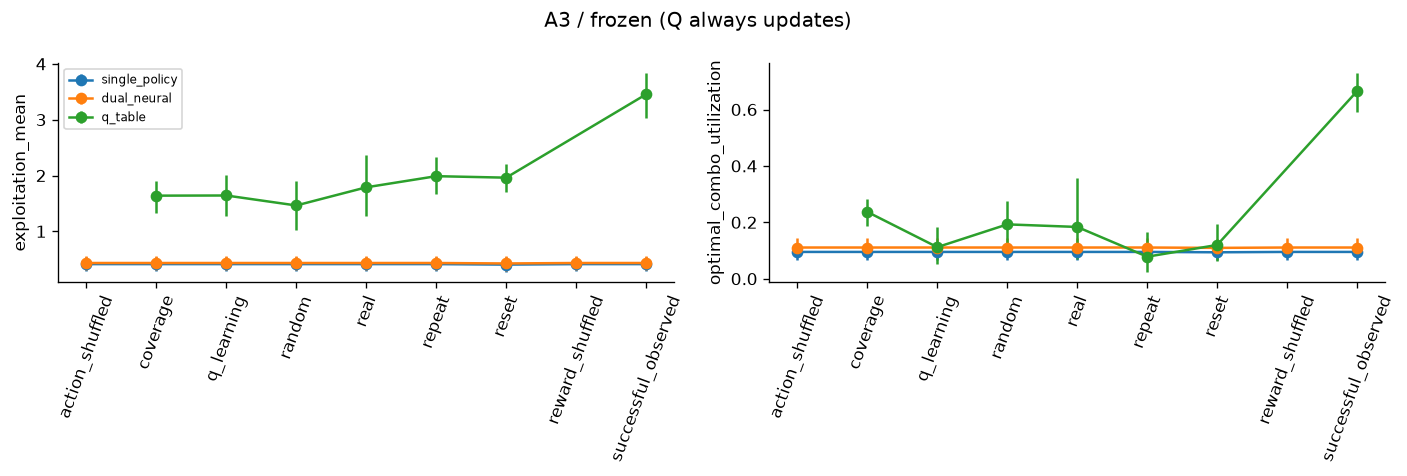 A3 / frozen (Q always updates)
exploitation_mean
4
3
2
1
single_policy
dual_neural
q_table
action_shuffled
coverage
q_learning
random
real
repeat
reset
reward_shuffled
successful_observed
optimal_combo_utilization
0.6
0.4
0.2
0.0
action_shuffled
coverage
q_learning
random
real
repeat
reset
reward_shuffled
successful_observed